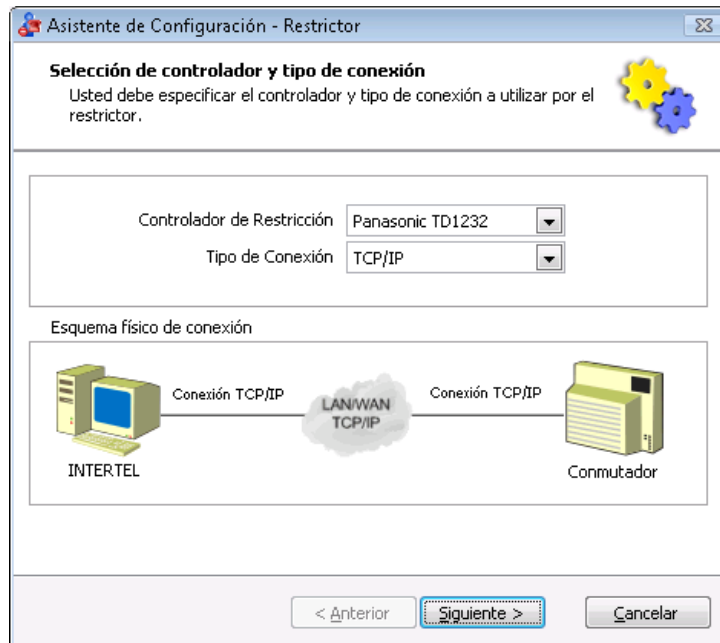 Asistente de Configuración - Restrictor
Selección de controlador y tipo de conexión
Usted debe especificar el controlador y tipo de conexión a utilizar por el
restrictor.
Controlador de Restricción Panasonic TD1232
Tipo de Conexión TCP/IP
Esquema físico de conexión
Conexión TCP/IP
LAN/WAN
TCP/IP
Conexión TCP/IP
INTERTEL
Conmutador
< Anterior Siguiente > Cancelar